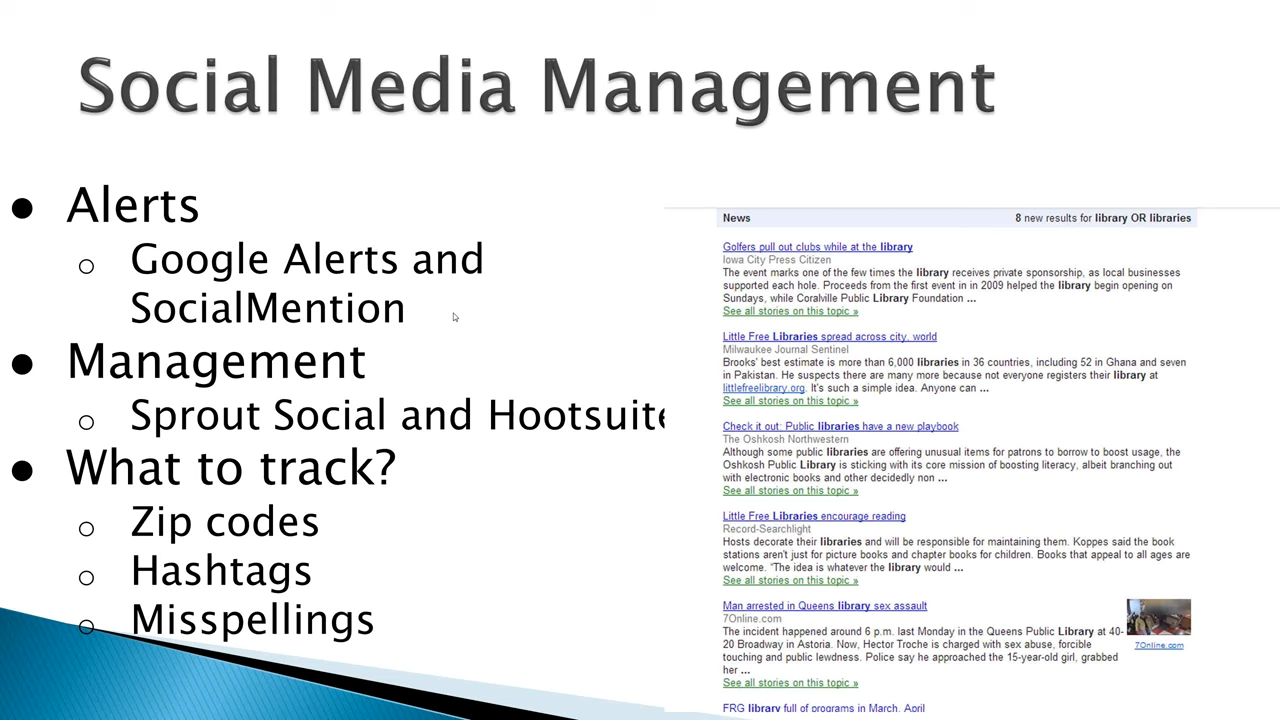 Social Media Management
● Alerts
o Google Alerts and
SocialMention
● Management
o Sprout Social and Hootsuite
● What to track?
o Zip codes
o Hashtags
o Misspellings
News 8 new results for library OR libraries
Golfers pull out clubs while at the library
Iowa City Press Citizen
The event marks one of the few times the library receives private sponsorship, as local businesses
supported each hole. Proceeds from the first event in in 2009 helped the library begin opening on
Sundays, while Coralville Public Library Foundation ...
See all stories on this topic »
Little Free Libraries spread across city, world
Milwaukee Journal Sentinel
Brooks' best estimate is more than 6,000 libraries in 36 countries, including 52 in Ghana and seven
in Pakistan. He suspects there are many more because not everyone registers their library at
littlefreelibrary.org. It's such a simple idea. Anyone can ...
See all stories on this topic »
Check it out: Public libraries have a new playbook
The Oshkosh Northwestern
Although some public libraries are offering unusual items for patrons to borrow to boost usage, the
Oshkosh Public Library is sticking with its core mission of boosting literacy, albeit branching out
with electronic books and other decidedly non ...
See all stories on this topic »
Little Free Libraries encourage reading
Record-Searchlight
Hosts decorate their libraries and will be responsible for maintaining them. Koppes said the book
stations aren't just for picture books and chapter books for children. Books that appeal to all ages are
welcome. "The idea is whatever the library would ...
See all stories on this topic »
Man arrested in Queens library sex assault
7Online.com
The incident happened around 6 p.m. last Monday in the Queens Public Library at 40-
20 Broadway in Astoria. Now, Hector Troche is charged with sex abuse, forcible
touching and public lewdness. Police say he approached the 15-year-old girl, grabbed
her ...
7Online.com
See all stories on this topic »
FRG library full of programs in March, April